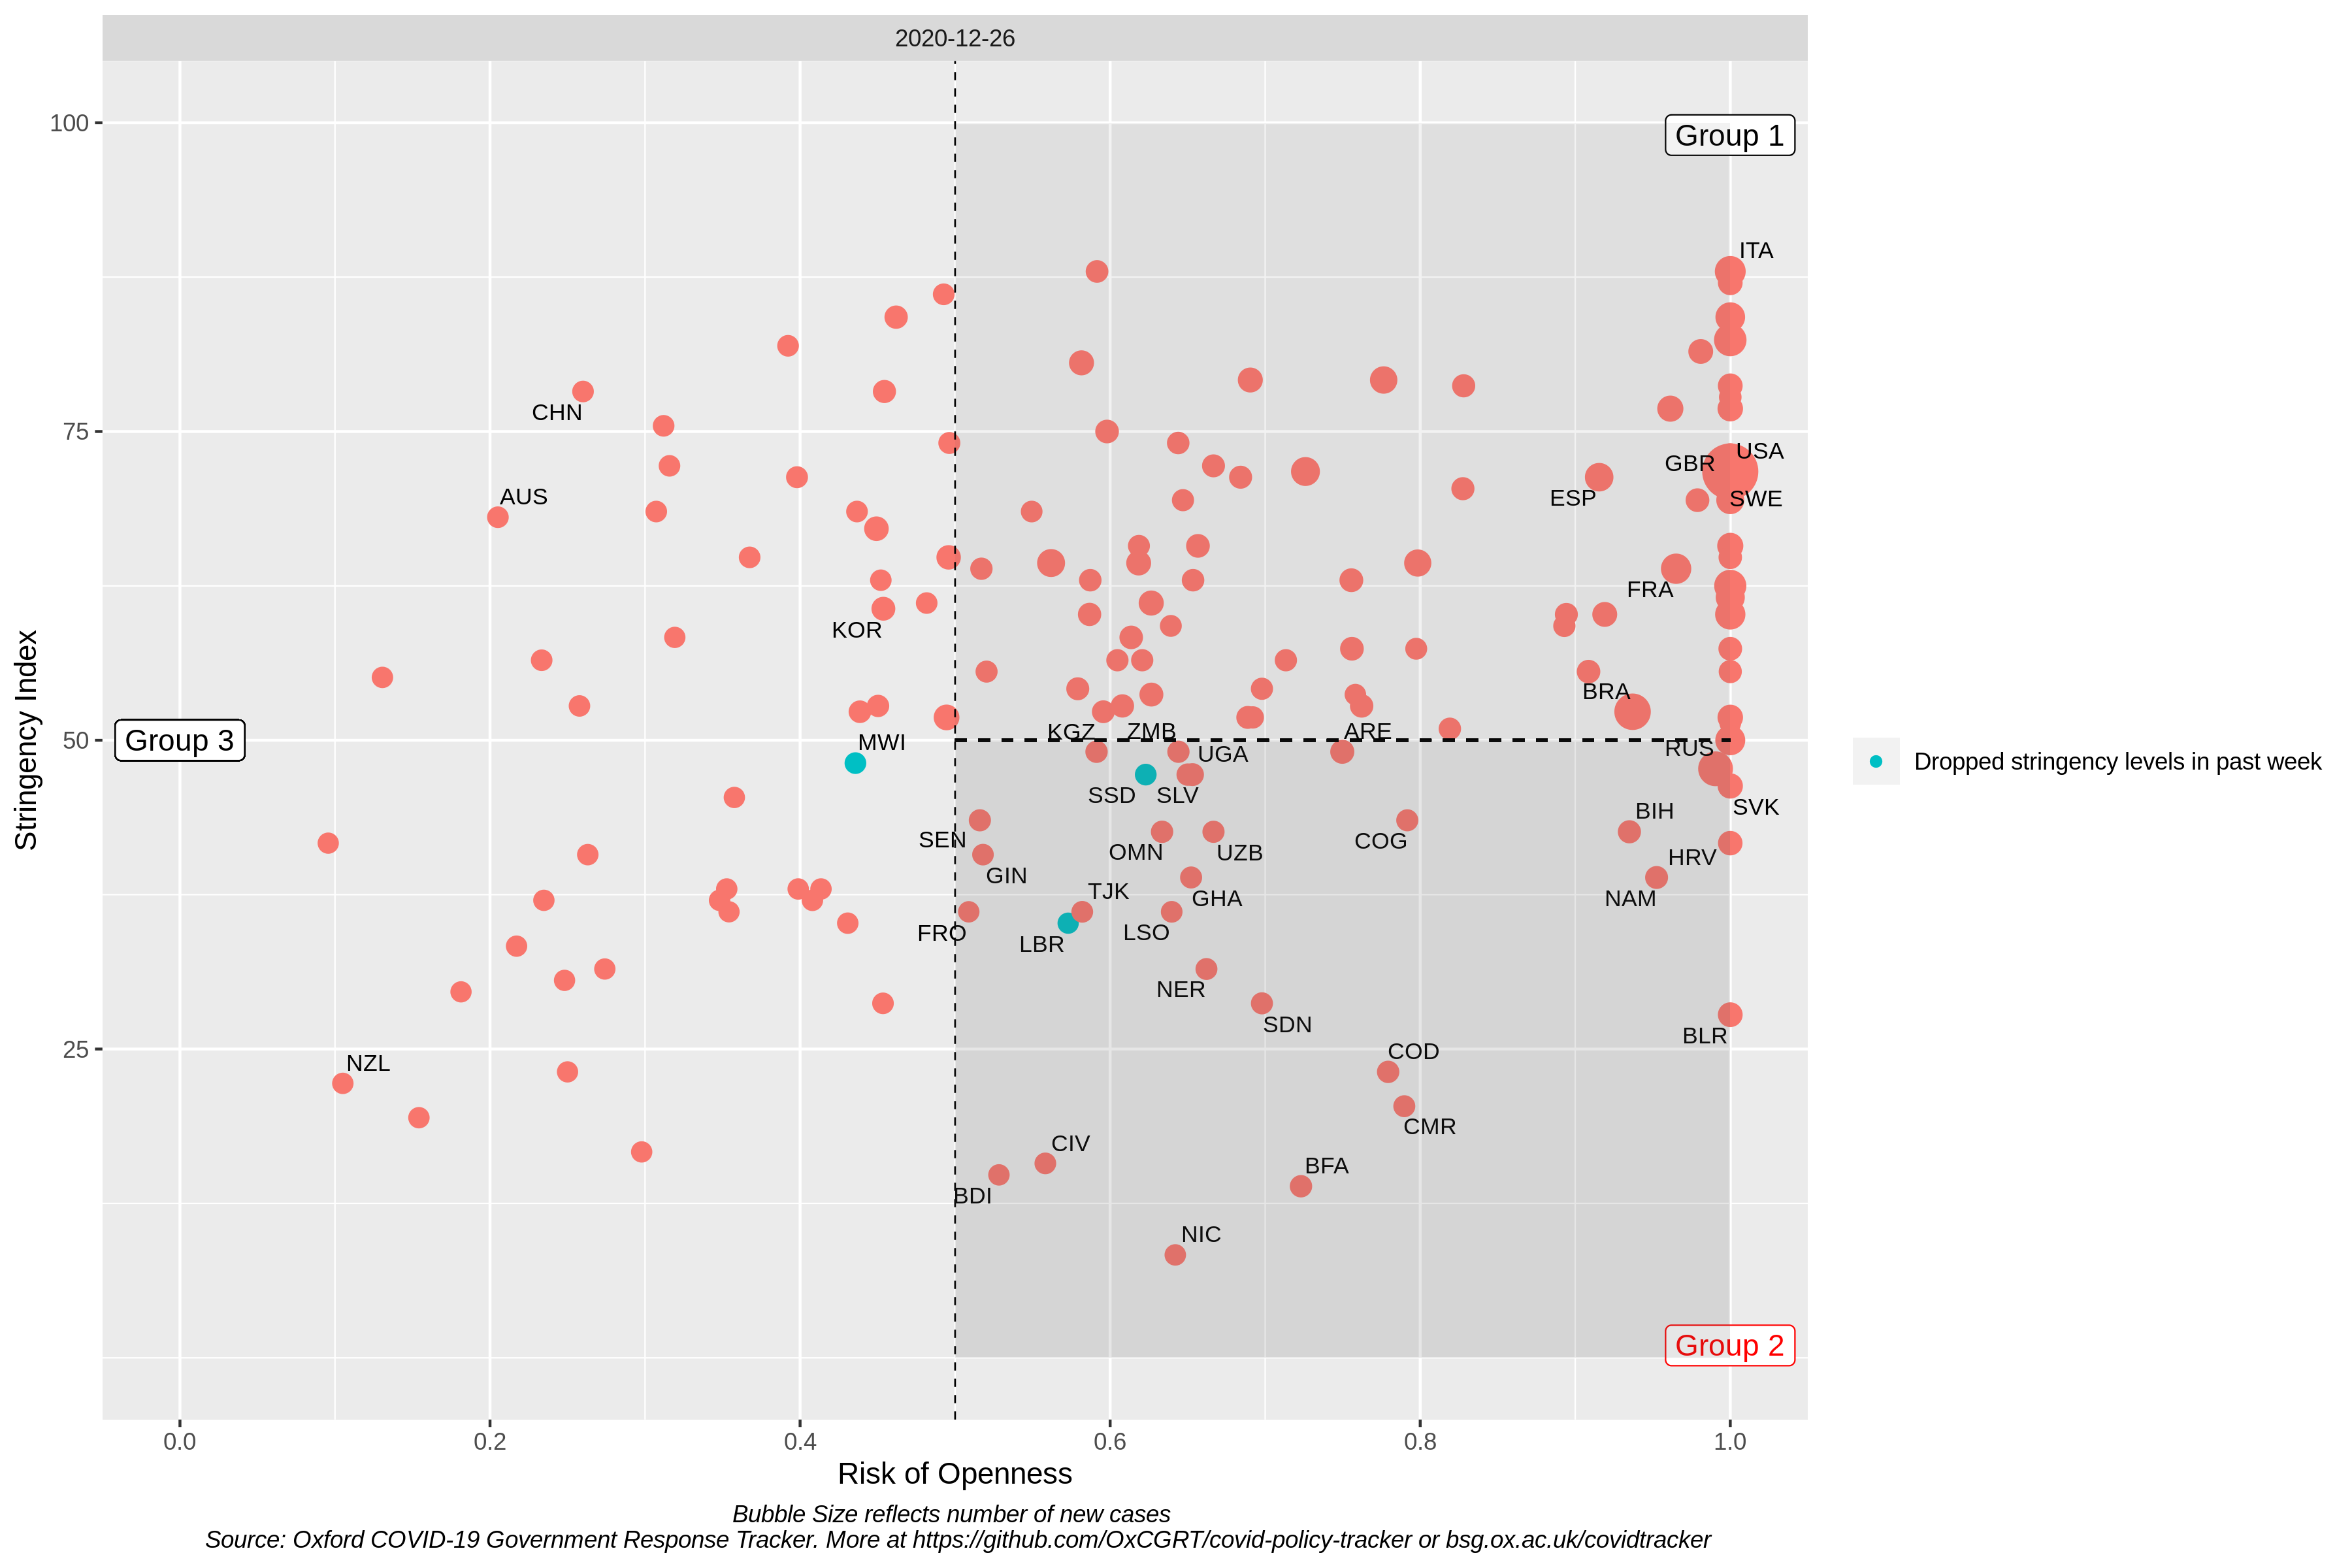 2020-12-26
100
Group 1
ITA
CHN
75
USA
GBR
AUS
ESP
SWE
FRA
KOR
BRA
KGZ
ZMB
ARE
Group 3
50
MWI
RUS
UGA
Dropped stringency levels in past week
SSD
SLV
SVK
BIH
SEN
COG
OMN
UZB
HRV
GIN
TJK
GHA
NAM
FRO
LBR
LSO
NER
SDN
BLR
25
COD
NZL
CMR
CIV
BFA
BDI
NIC
Group 2
Stringency Index
0.0
0.2
0.4
0.6
0.8
1.0
Risk of Openness
Bubble Size reflects number of new cases
Source: Oxford COVID-19 Government Response Tracker. More at https://github.com/OxCGRT/covid-policy-tracker or bsg.ox.ac.uk/covidtracker